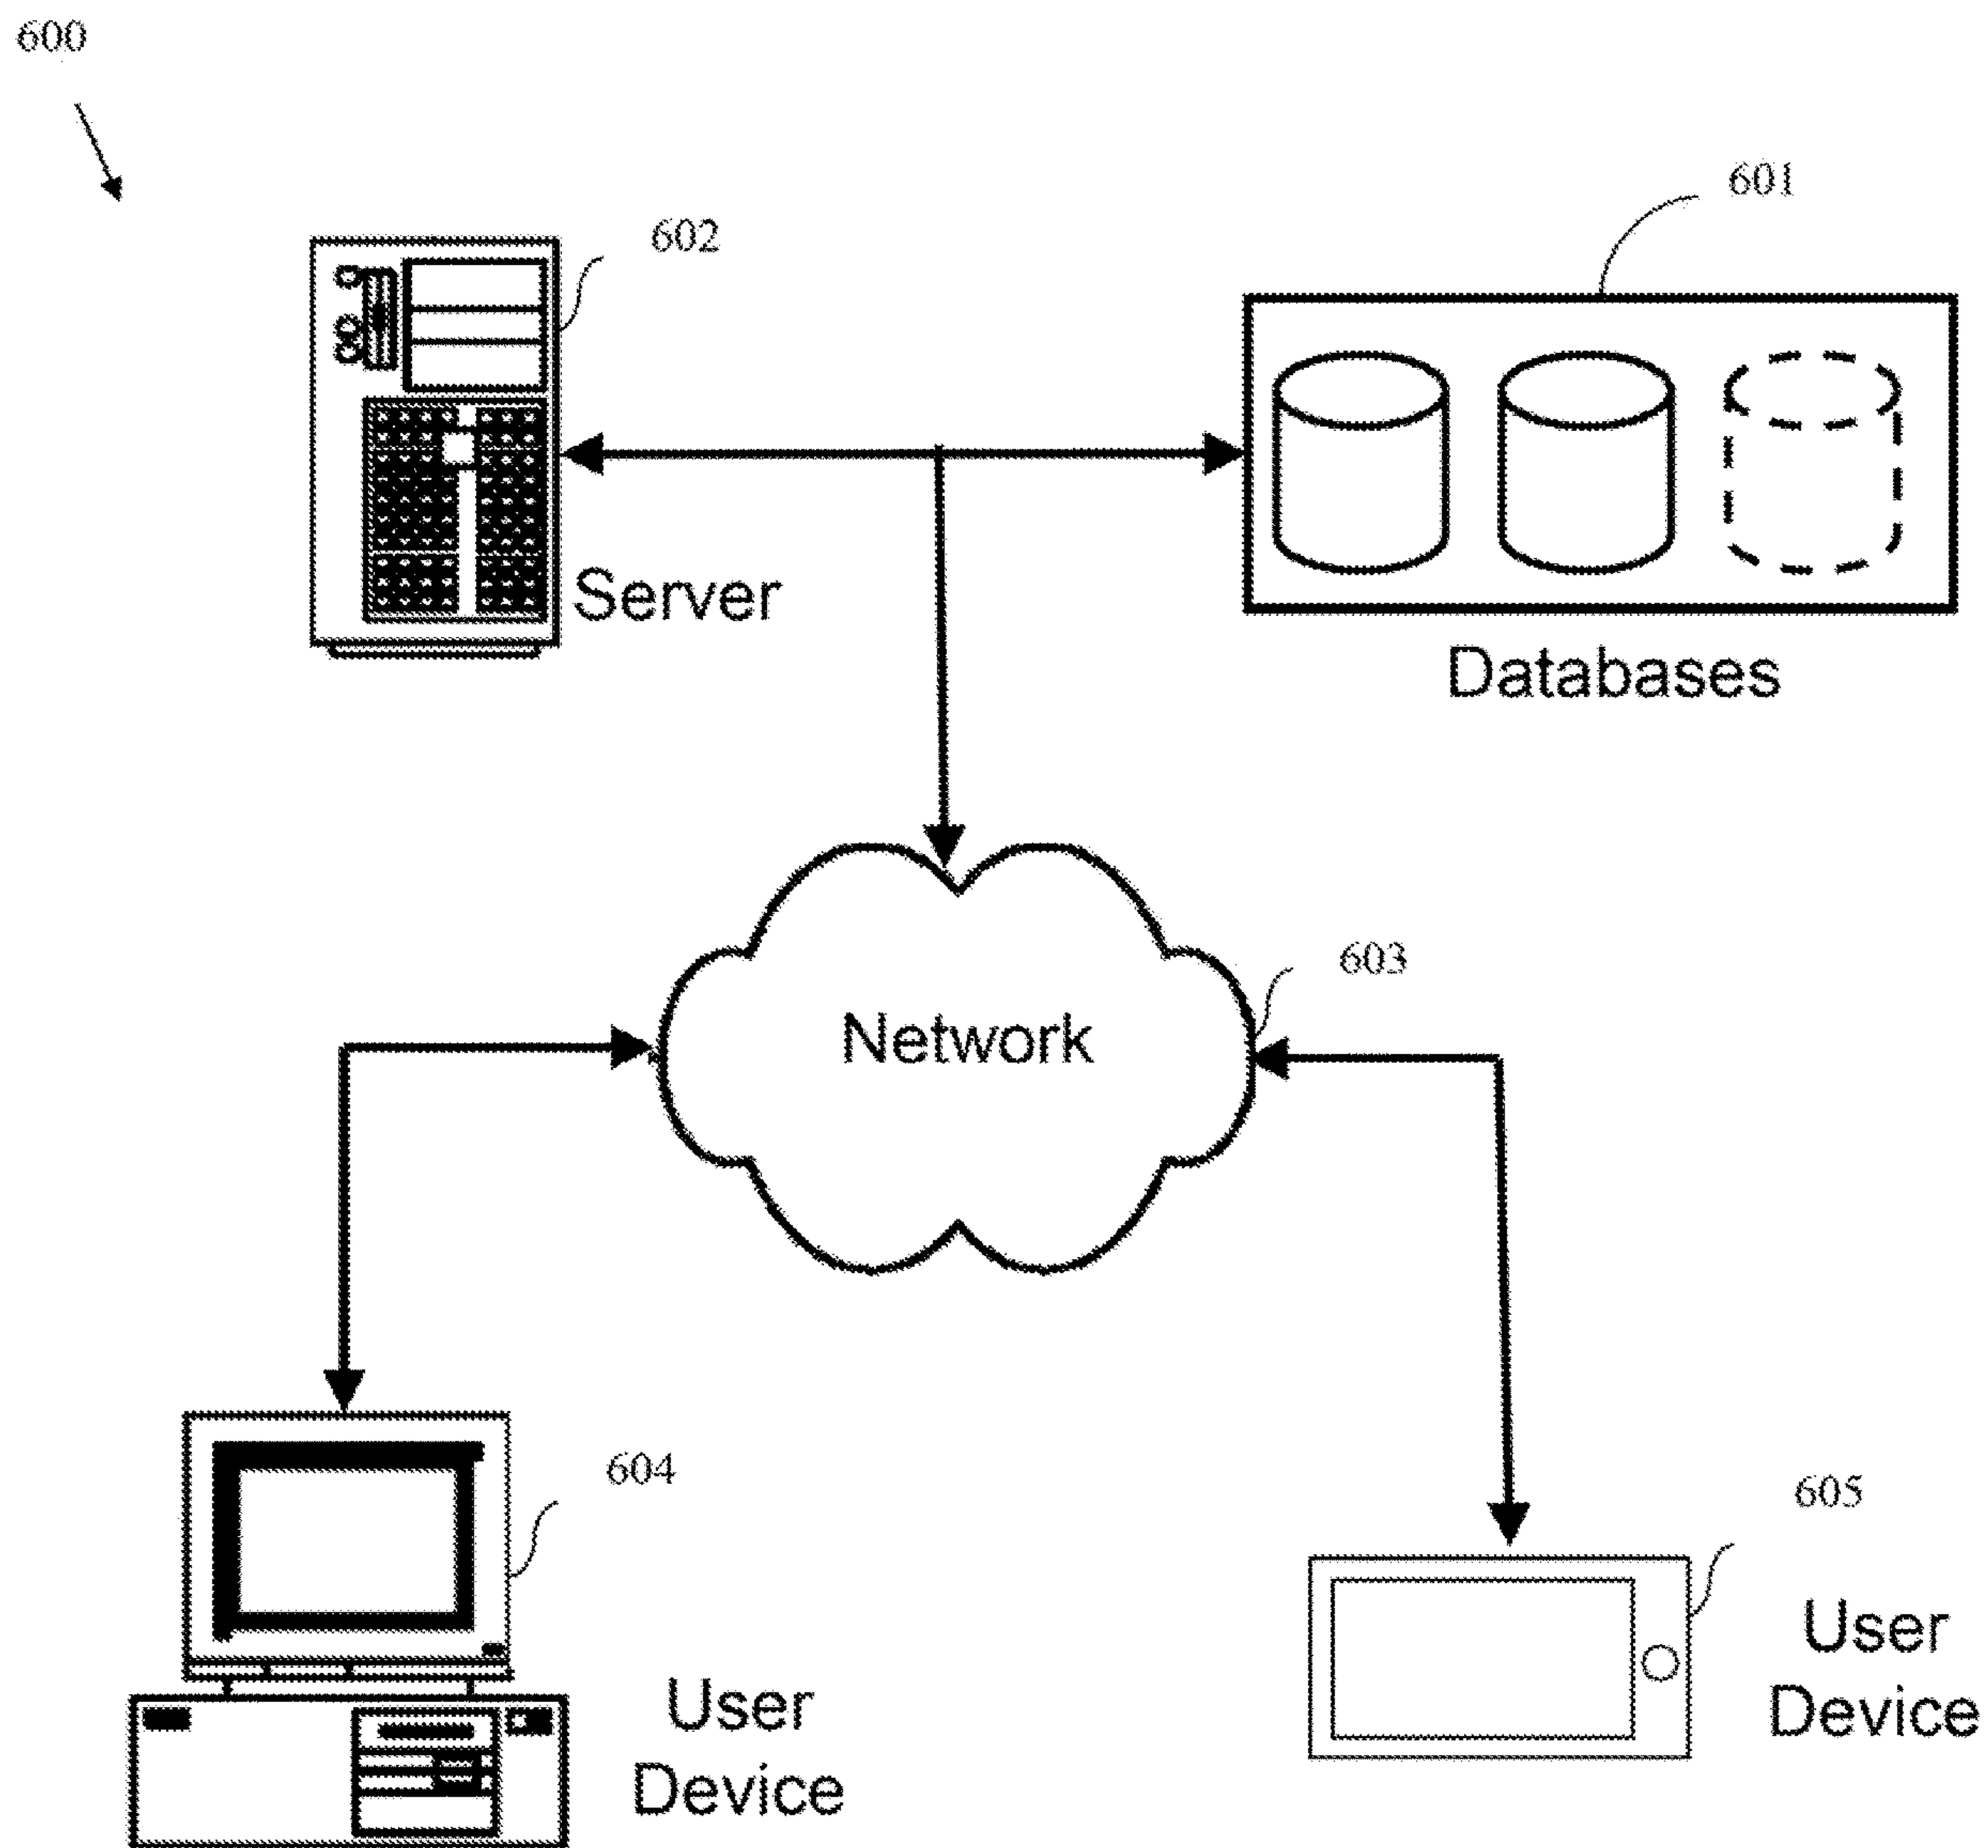 600
601
602
Server
Databases
603
Network
604
605
User
Device
User
Device